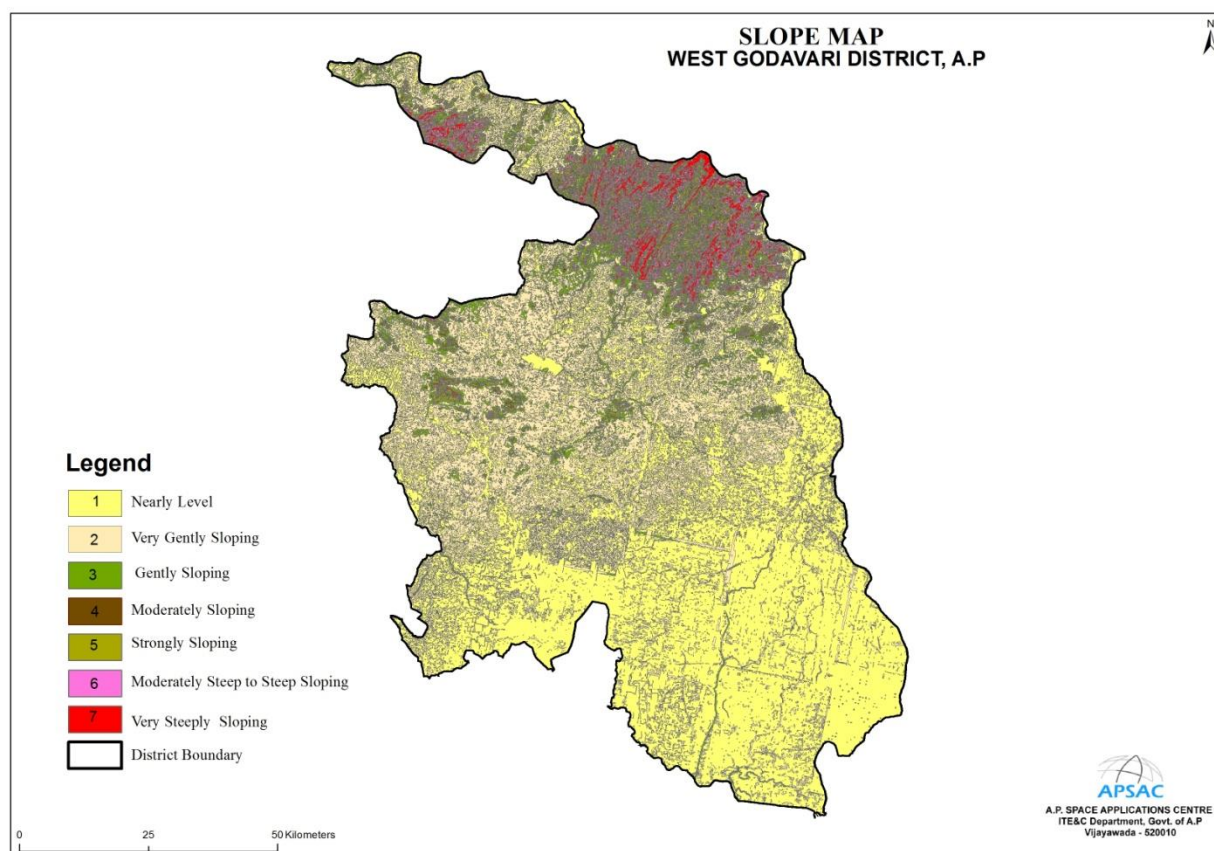 SLOPE MAP
WEST GODAVARI DISTRICT, A.P
N
Legend
1 Nearly Level
2 Very Gently Sloping
3 Gently Sloping
4 Moderately Sloping
5 Strongly Sloping
6 Moderately Steep to Steep Sloping
7 Very Steeply Sloping
District Boundary
0 25 50 Kilometers
APSAC
A.P. SPACE APPLICATIONS CENTRE
ITE&C Department, Govt. of A.P
Vijayawada - 520010